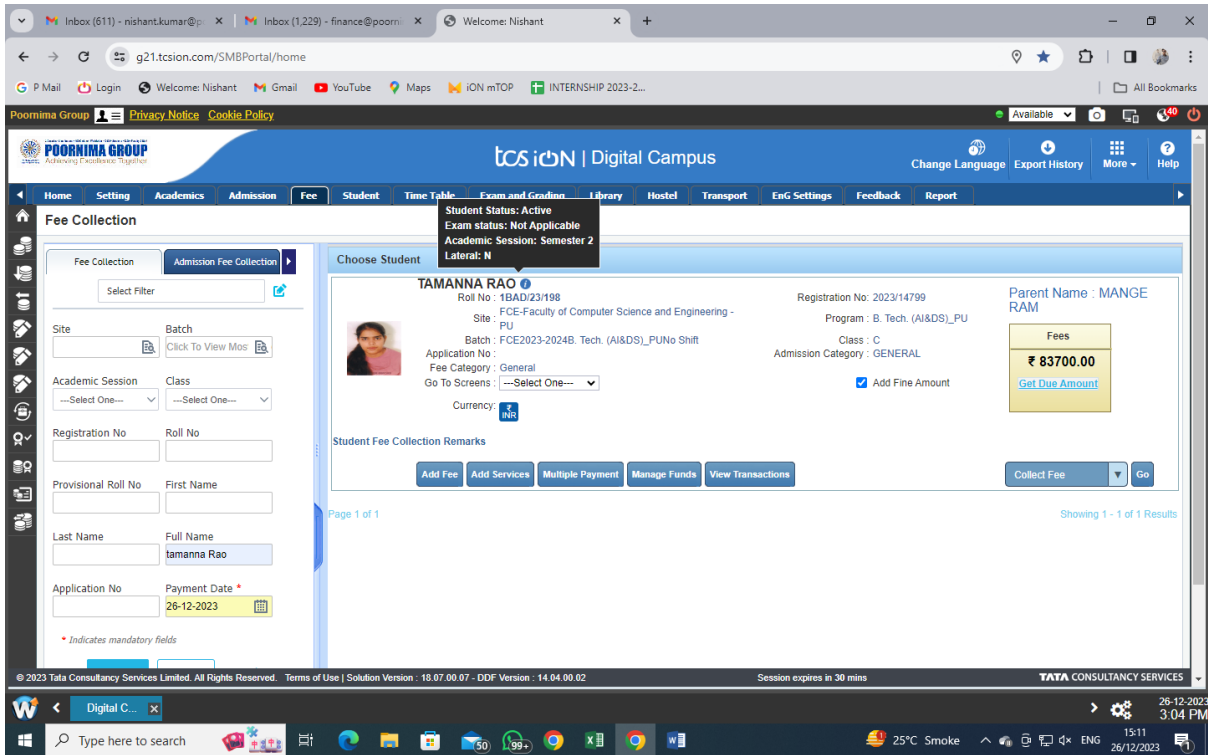 Inbox (611) - nishant.kumar@po
Inbox (1,229) - finance@poorni
Welcome: Nishant
g21.tcsion.com/SMBPortal/home
P Mail Login Welcome: Nishant Gmail YouTube Maps iON mTOP INTERNSHIP 2023-2... All Bookmarks
Poornima Group Privacy Notice Cookie Policy Available 40
POORNIMA GROUP
Achieving Excellence Together
tcs iON | Digital Campus
Change Language Export History More Help
Home Setting Academics Admission Fee Student Time Table Exam and Grading Library Hostel Transport EnG Settings Feedback Report
Fee Collection
Student Status: Active
Exam status: Not Applicable
Academic Session: Semester 2
Lateral: N
Fee Collection Admission Fee Collection
Select Filter
Site Batch
Click To View Mos
Academic Session Class
---Select One--- ---Select One---
Registration No Roll No
Provisional Roll No First Name
Last Name Full Name
tamanna Rao
Application No Payment Date *
26-12-2023
* Indicates mandatory fields
Choose Student
TAMANNA RAO
Roll No : 1BAD/23/198
Site : FCE-Faculty of Computer Science and Engineering -
PU
Batch : FCE2023-2024B. Tech. (AI&DS)_PUNo Shift
Application No :
Fee Category : General
Go To Screens : ---Select One---
Currency: ₹
INR
Registration No: 2023/14799
Program : B. Tech. (AI&DS)_PU
Class : C
Admission Category : GENERAL
Add Fine Amount
Parent Name : MANGE
RAM
Fees
₹ 83700.00
Get Due Amount
Student Fee Collection Remarks
Add Fee Add Services Multiple Payment Manage Funds View Transactions Collect Fee Go
Page 1 of 1 Showing 1 - 1 of 1 Results
© 2023 Tata Consultancy Services Limited. All Rights Reserved. Terms of Use | Solution Version : 18.07.00.07 - DDF Version : 14.04.00.02 Session expires in 30 mins TATA CONSULTANCY SERVICES
Digital C...
26-12-2023
3:04 PM
Type here to search 50 99+ 25°C Smoke ENG
15:11
26/12/2023